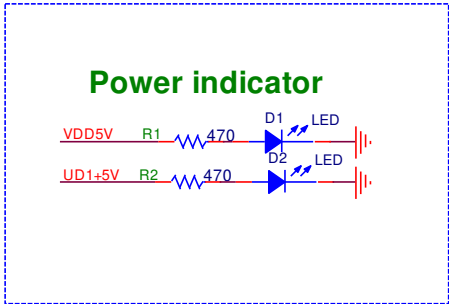 Power indicator
VDD5V R1 470 D1 LED
UD1+5V R2 470 D2 LED